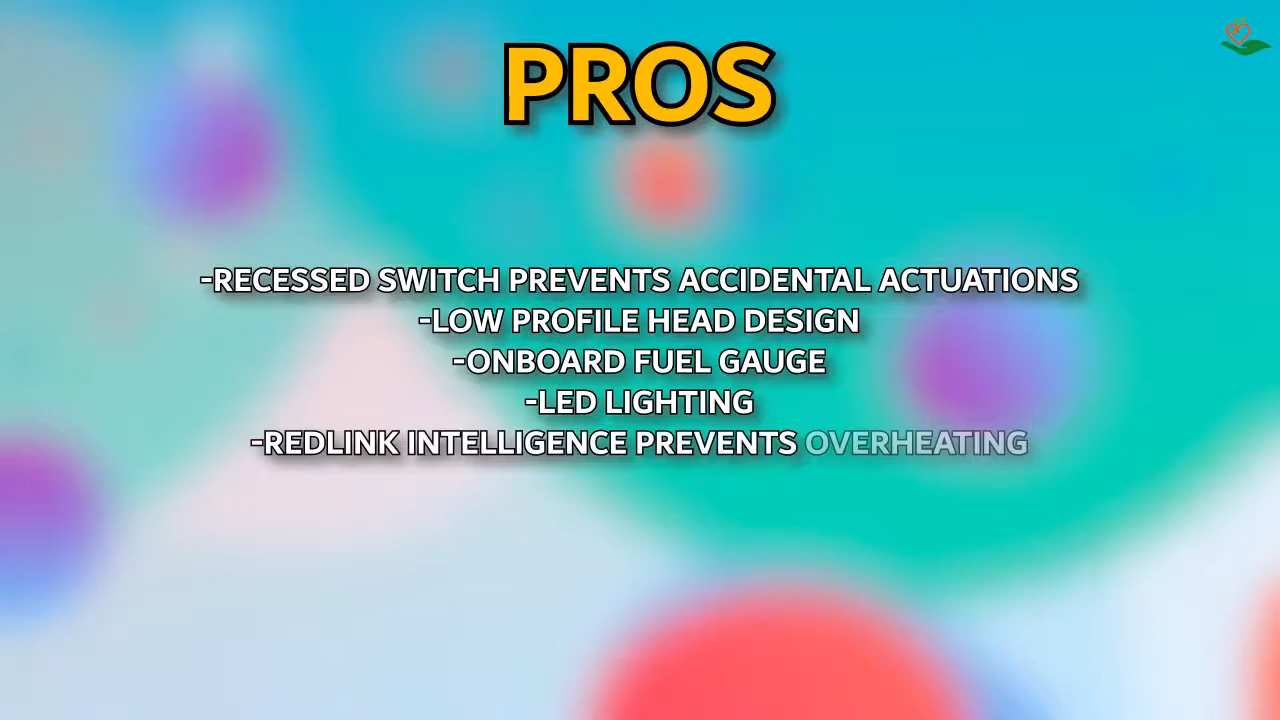 PROS
-RECESSED SWITCH PREVENTS ACCIDENTAL ACTUATIONS
-LOW PROFILE HEAD DESIGN
-ONBOARD FUEL GAUGE
-LED LIGHTING
-REDLINK INTELLIGENCE PREVENTS OVERHEATING